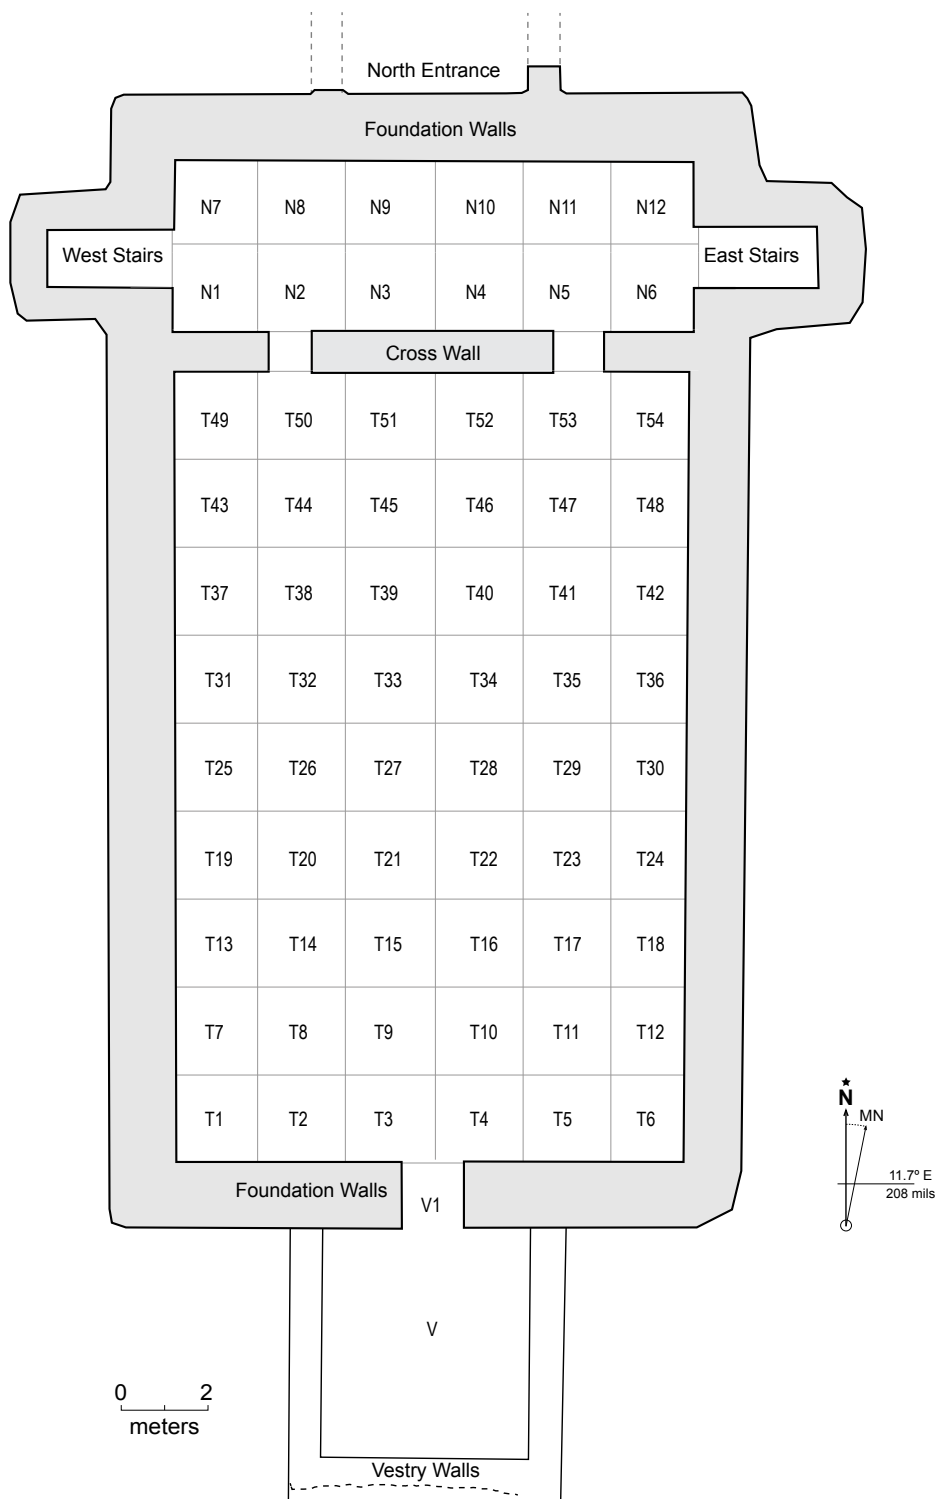 North Entrance
Foundation Walls
N7 N8 N9 N10 N11 N12
West Stairs East Stairs
N1 N2 N3 N4 N5 N6
Cross Wall
T49 T50 T51 T52 T53 T54
T43 T44 T45 T46 T47 T48
T37 T38 T39 T40 T41 T42
T31 T32 T33 T34 T35 T36
T25 T26 T27 T28 T29 T30
T19 T20 T21 T22 T23 T24
T13 T14 T15 T16 T17 T18
T7 T8 T9 T10 T11 T12
T1 T2 T3 T4 T5 T6
Foundation Walls
V1
V
Vestry Walls
0 2
meters
★
N
MN
11.7º E
208 mils